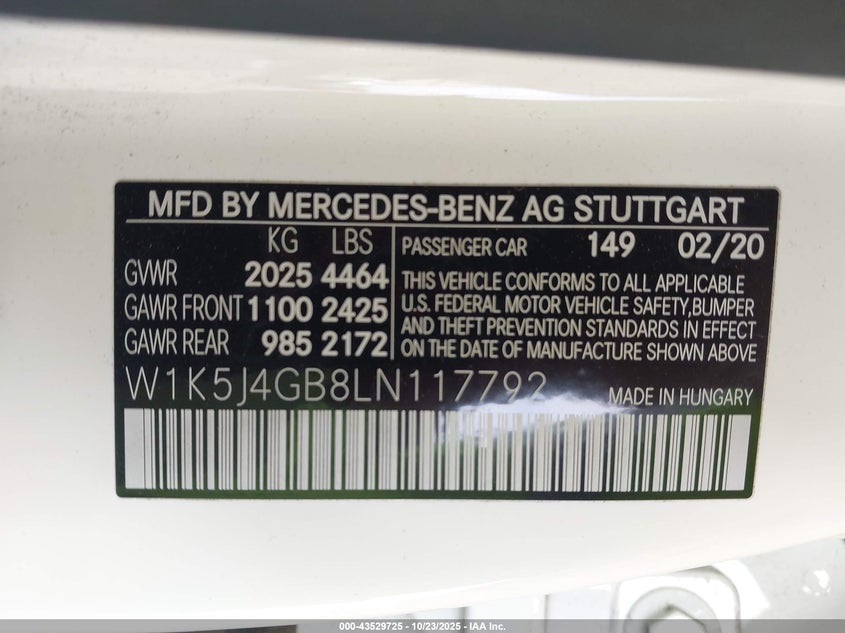 MFD BY MERCEDES-BENZ AG STUTTGART
KG LBS
GVWR 2025 4464
GAWR FRONT 1100 2425
GAWR REAR 985 2172
PASSENGER CAR 149 02/20
THIS VEHICLE CONFORMS TO ALL APPLICABLE
U.S. FEDERAL MOTOR VEHICLE SAFETY,BUMPER
AND THEFT PREVENTION STANDARDS IN EFFECT
ON THE DATE OF MANUFACTURE SHOWN ABOVE
W1K5J4GB8LN117792
MADE IN HUNGARY
000-43529725 - 10/23/2025 - IAA Inc.